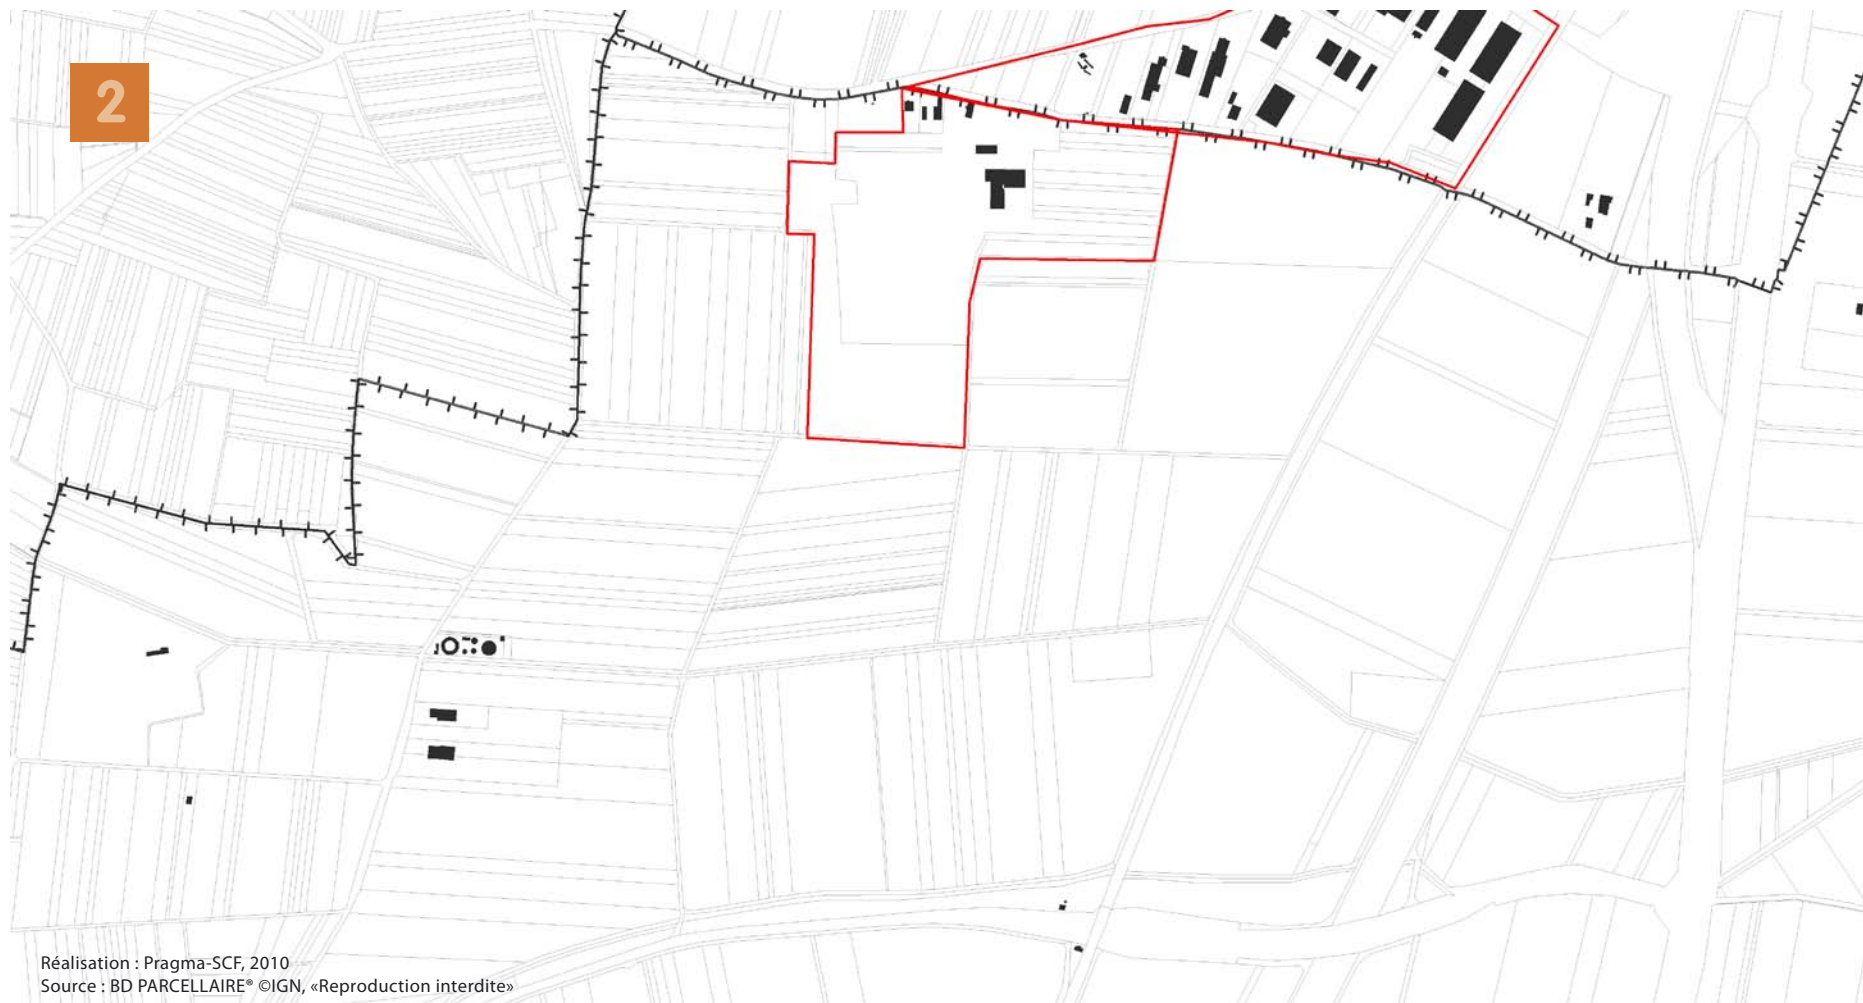 2
Réalisation : Pragma-SCF, 2010
Source : BD PARCELLAIRE® ©IGN, «Reproduction interdite»